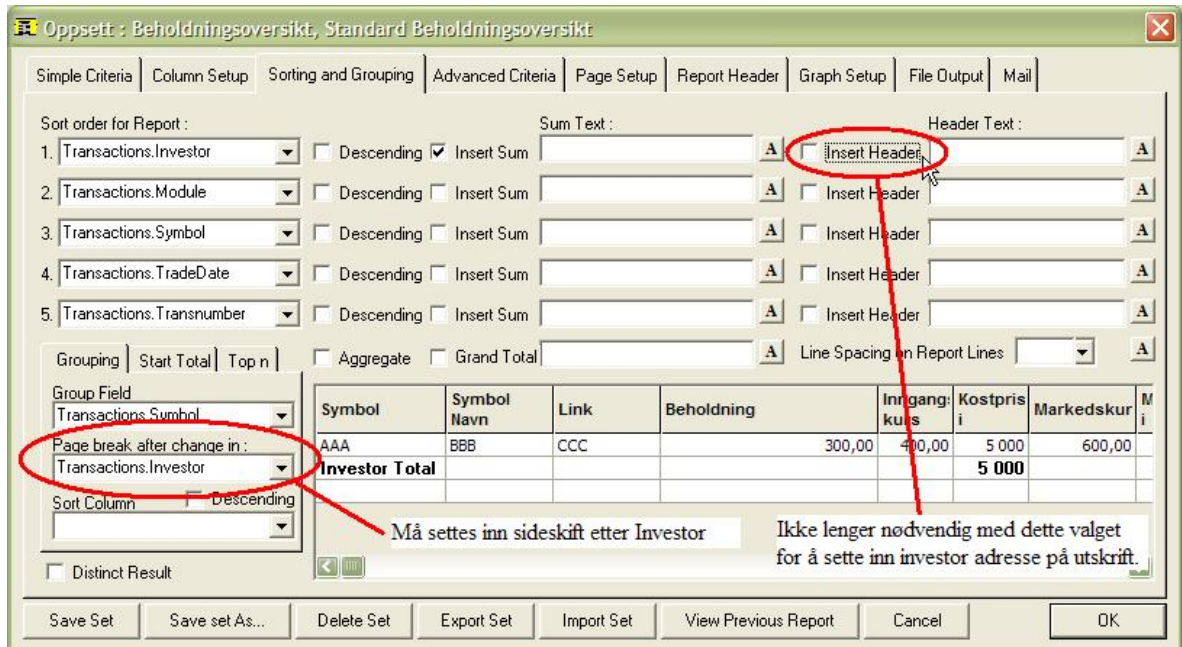 Oppsett : Beholdningsoversikt, Standard Beholdningsoversikt
Simple Criteria Column Setup Sorting and Grouping Advanced Criteria Page Setup Report Header Graph Setup File Output Mail
Sort order for Report : Sum Text : Header Text :
1. Transactions.Investor Descending Insert Sum A Insert Header A
2. Transactions.Module Descending Insert Sum A Insert Header A
3. Transactions.Symbol Descending Insert Sum A Insert Header A
4. Transactions.TradeDate Descending Insert Sum A Insert Header A
5. Transactions.Transnumber Descending Insert Sum A Insert Header A
Grouping Start Total Top n Aggregate Grand Total A Line Spacing on Report Lines A
Group Field
Transactions.Symbol
Page break after change in :
Transactions.Investor
Sort Column Descending
Distinct Result
Symbol Symbol Navn Link Beholdning Inngang: kurs Kostpris i Markedskur M i
AAA BBB CCC 300,00 400,00 5 000 600,00
Investor Total 5 000
Må settes inn sideskift etter Investor
Ikke lenger nødvendig med dette valget
for å sette inn investor adresse på utskrift.
Save Set Save set As... Delete Set Export Set Import Set View Previous Report Cancel OK